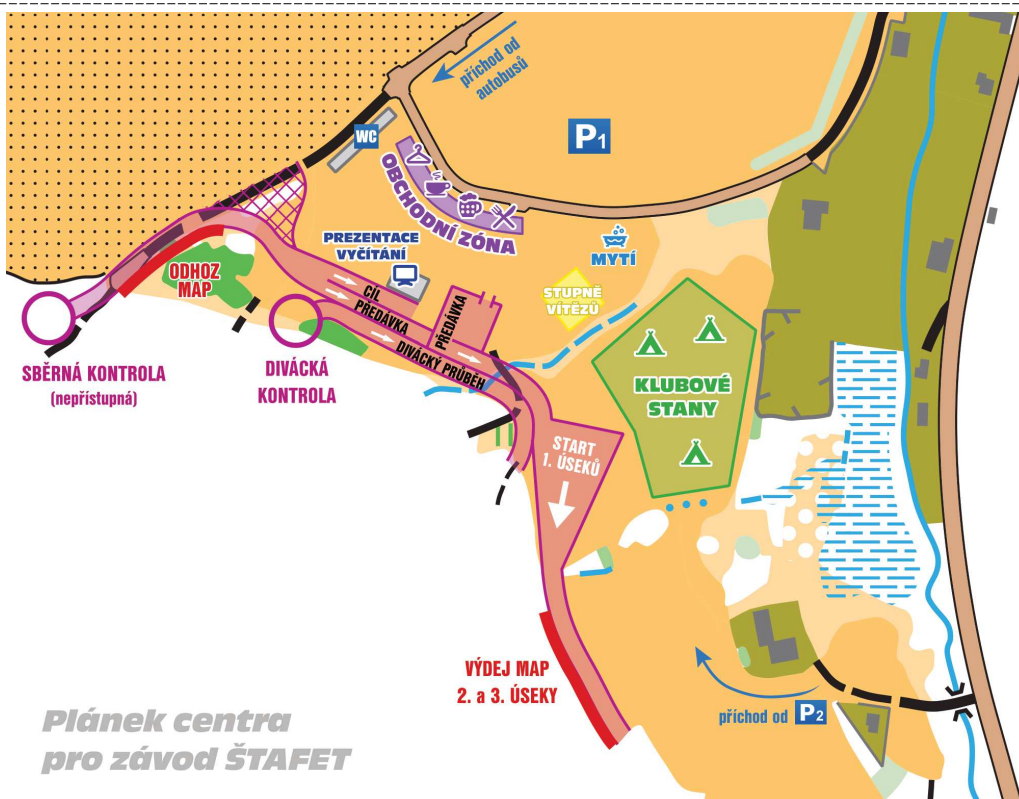 příchod od
autobusů
P1
WC
OBCHODNÍ ZÓNA
PREZENTACE
VYČÍTÁNÍ
MYTÍ
ODHOZ
MAP
STUPNĚ
VÍTĚZŮ
CÍL
PŘEDÁVKA
PŘEDÁVKA
DIVÁCKÝ PRŮBĚH
SBĚRNÁ KONTROLA
(nepřístupná)
DIVÁCKÁ
KONTROLA
KLUBOVÉ
STANY
START
1. ÚSEKŮ
VÝDEJ MAP
2. a 3. ÚSEKY
příchod od P2
Plánek centra
pro závod ŠTAFET